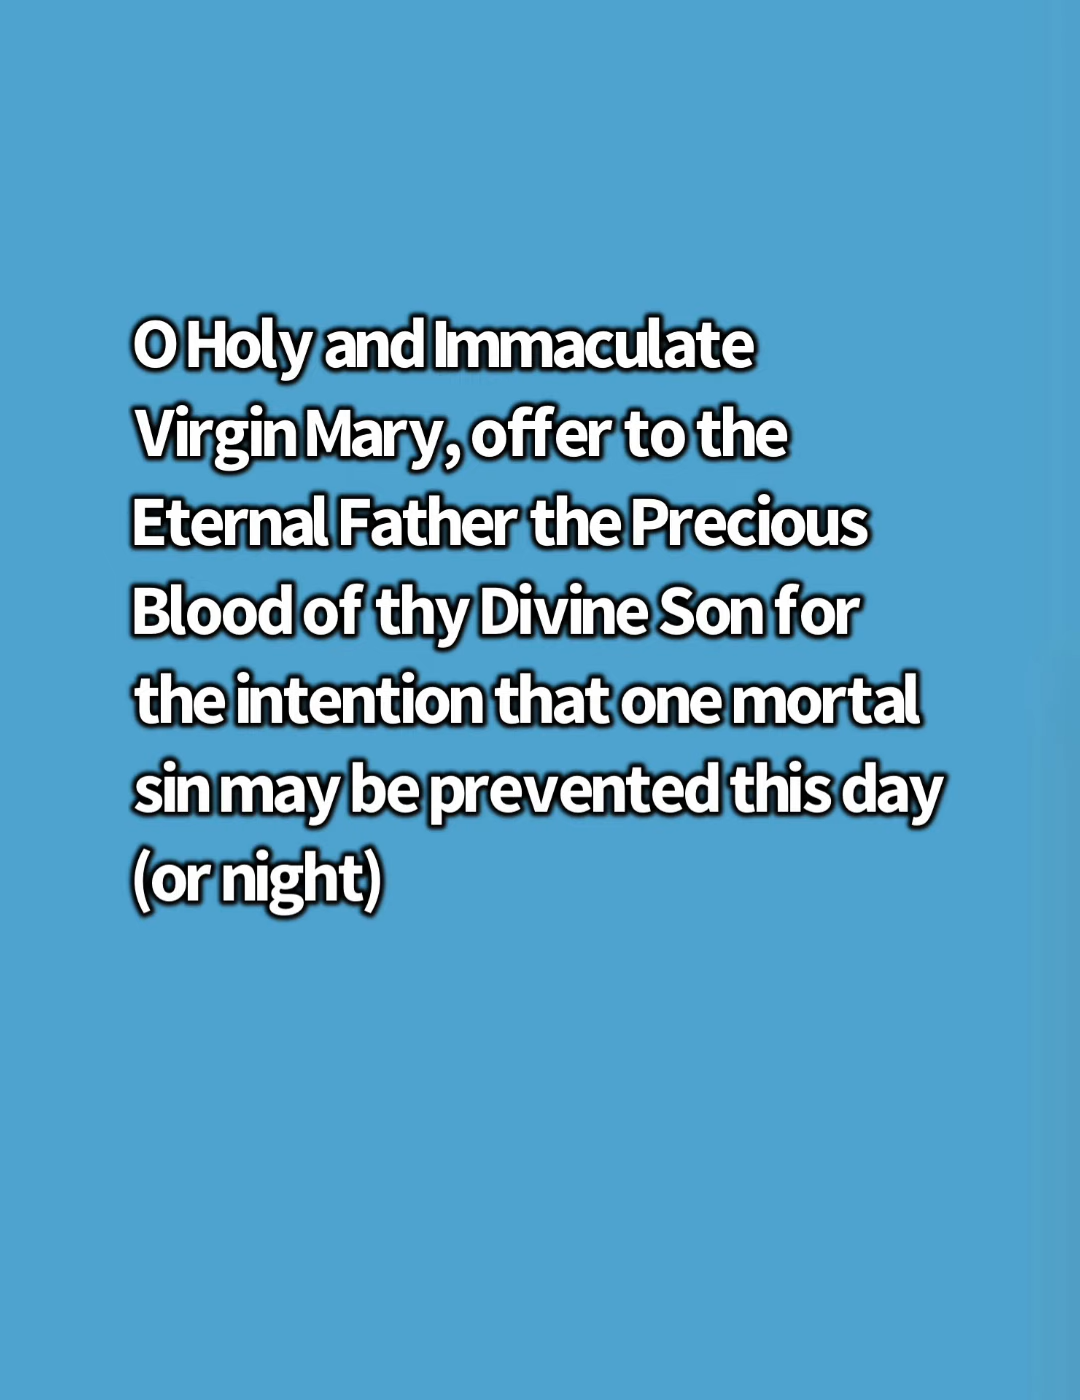 O Holy and Immaculate
Virgin Mary, offer to the
Eternal Father the Precious
Blood of thy Divine Son for
the intention that one mortal
sin may be prevented this day
(or night)